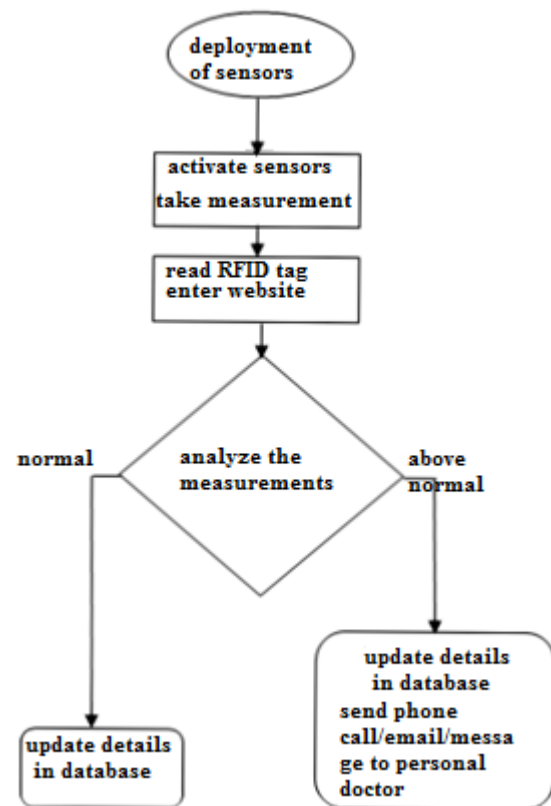 deployment
of sensors
activate sensors
take measurement
read RFID tag
enter website
normal
analyze the
measurements
above
normal
update details
in database
update details
in database
send phone
call/email/messa
ge to personal
doctor